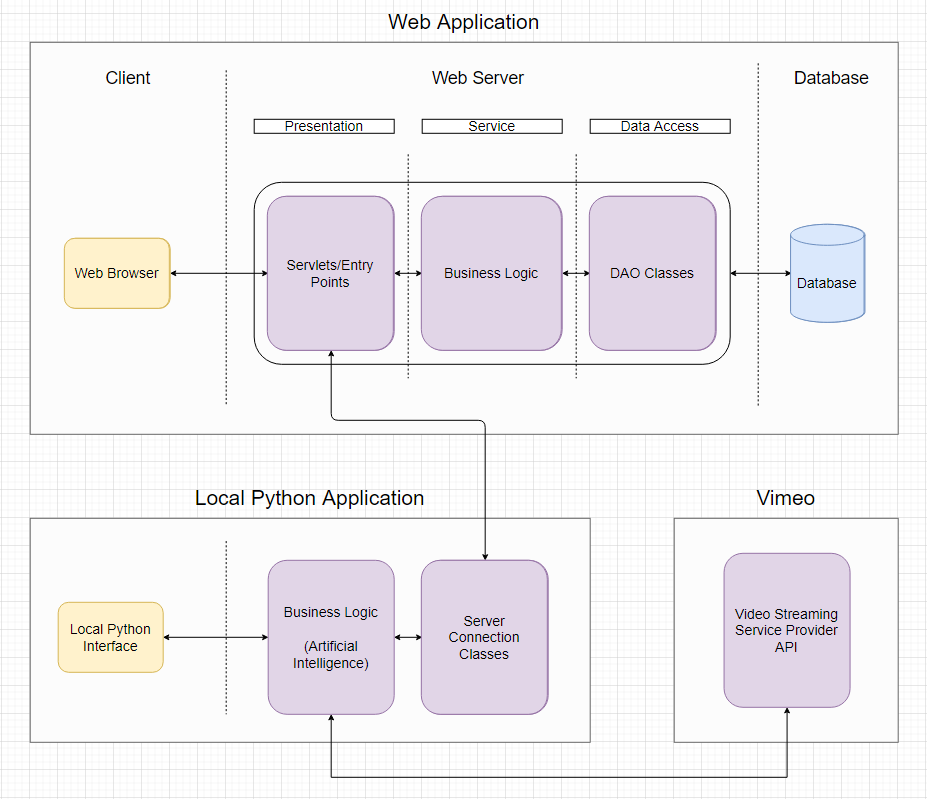 Web Application
Client
Web Server
Database
Presentation
Service
Data Access
Web Browser
Servlets/Entry
Points
Business Logic
DAO Classes
Database
Local Python Application
Vimeo
Local Python
Interface
Business Logic
(Artificial
Intelligence)
Server
Connection
Classes
Video Streaming
Service Provider
API